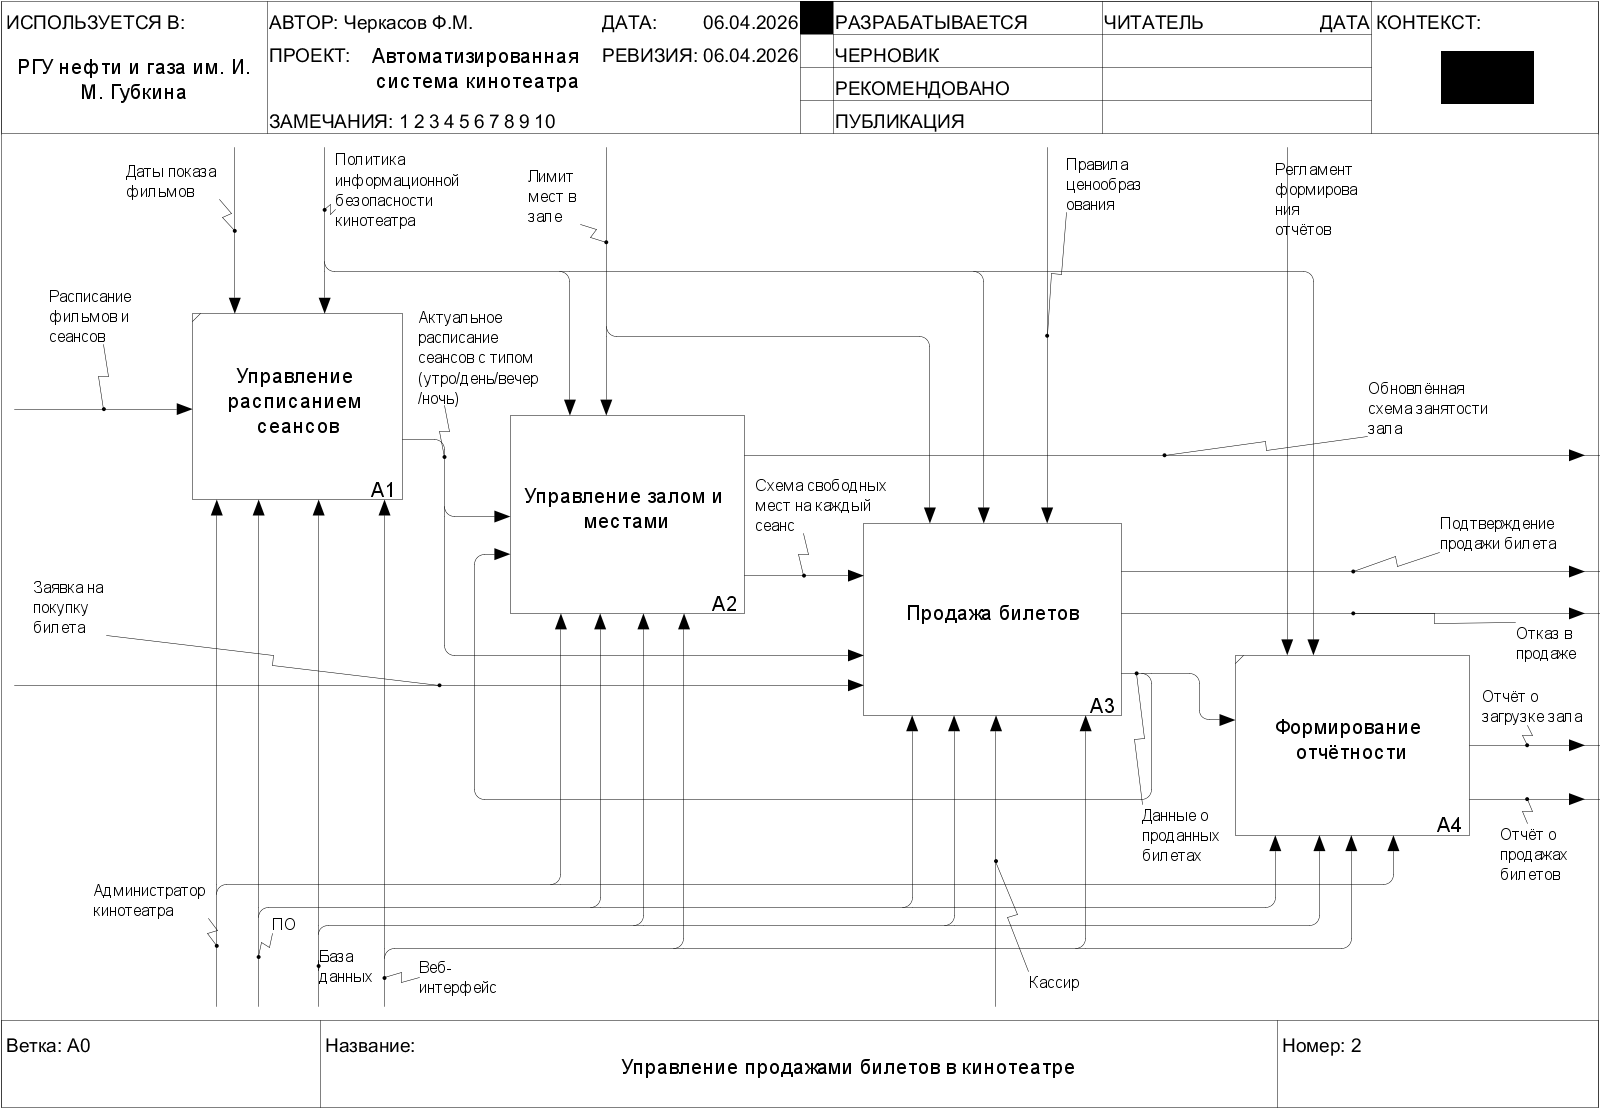 ИСПОЛЬЗУЕТСЯ В:
РГУ нефти и газа им. И.
М. Губкина
АВТОР: Черкасов Ф.М.
ДАТА: 06.04.2026
ПРОЕКТ: Автоматизированная
система кинотеатра
РЕВИЗИЯ: 06.04.2026
ЗАМЕЧАНИЯ: 1 2 3 4 5 6 7 8 9 10
РАЗРАБАТЫВАЕТСЯ
ЧЕРНОВИК
РЕКОМЕНДОВАНО
ПУБЛИКАЦИЯ
ЧИТАТЕЛЬ
ДАТА
КОНТЕКСТ:
Даты показа
фильмов
Политика
информационной
безопасности
кинотеатра
Лимит
мест в
зале
Правила
ценообраз
ования
Регламент
формирова
ния
отчётов
Расписание
фильмов и
сеансов
Управление
расписанием
сеансов
A1
Актуальное
расписание
сеансов с типом
(утро/день/вечер
/ночь)
Управление залом и
местами
A2
Обновлённая
схема занятости
зала
Схема свободных
мест на каждый
сеанс
Подтверждение
продажи билета
Продажа билетов
A3
Заявка на
покупку
билета
Отказ в
продаже
Отчёт о
загрузке зала
Формирование
отчётности
A4
Данные о
проданных
билетах
Отчёт о
продажах
билетов
Администратор
кинотеатра
ПО
База
данных
Веб-
интерфейс
Кассир
Ветка: A0
Название:
Управление продажами билетов в кинотеатре
Номер: 2